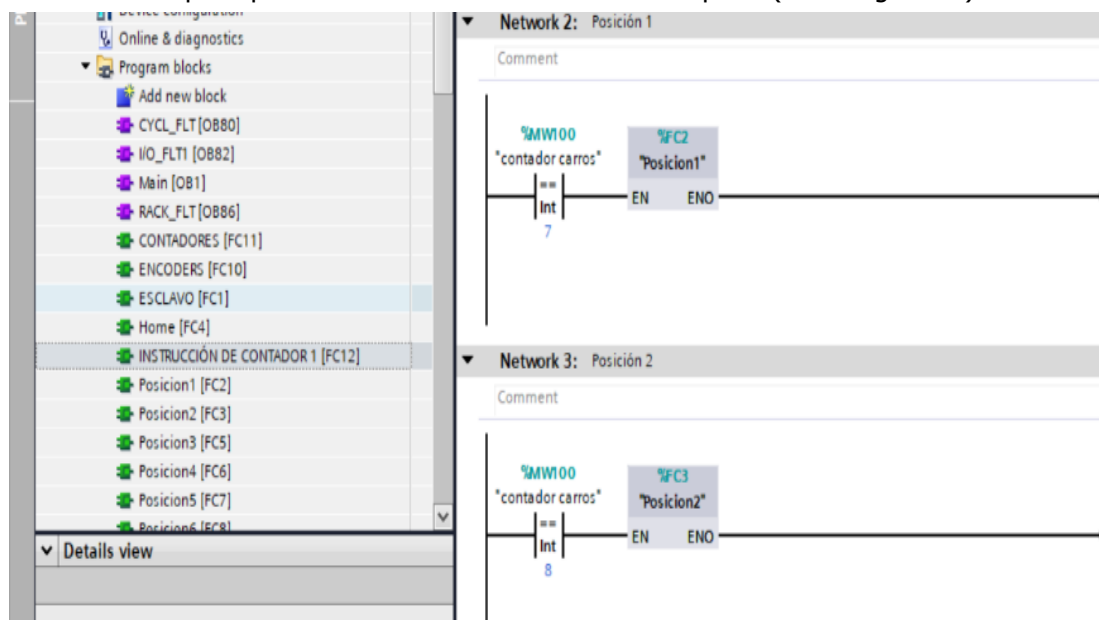 Online & diagnostics
Program blocks
Add new block
CYCL_FLT [OB80]
I/O_FLT1 [OB82]
Main [OB1]
RACK_FLT [OB86]
CONTADORES [FC11]
ENCODERS [FC10]
ESCLAVO [FC1]
Home [FC4]
INSTRUCCIÓN DE CONTADOR 1 [FC12]
Posicion1 [FC2]
Posicion2 [FC3]
Posicion3 [FC5]
Posicion4 [FC6]
Posicion5 [FC7]
Posicion6 [FC8]
Details view
Network 2: Posición 1
Comment
%MW100
"contador carros"
==
Int
7
%FC2
"Posicion1"
EN ENO
Network 3: Posición 2
Comment
%MW100
"contador carros"
==
Int
8
%FC3
"Posicion2"
EN ENO